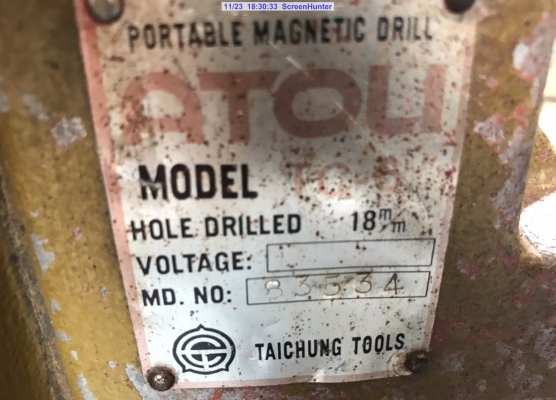 11/23 18:30:33 ScreenHunter
PORTABLE MAGNETIC DRILL
ATOLI
MODEL
HOLE DRILLED 18m/m
VOLTAGE:
MD. NO: 83534
TAICHUNG TOOLS